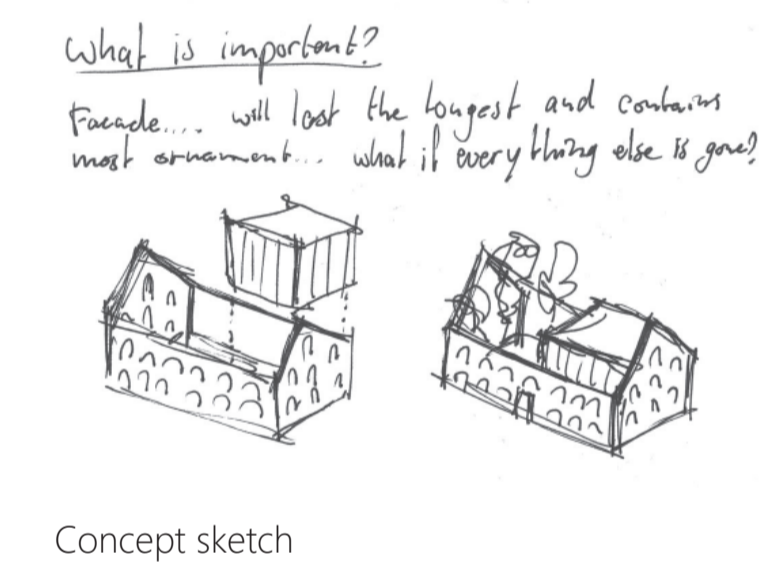 What is important?
Facade.... will last the longest and contains
most ornament... what if everything else is gone?
Concept sketch